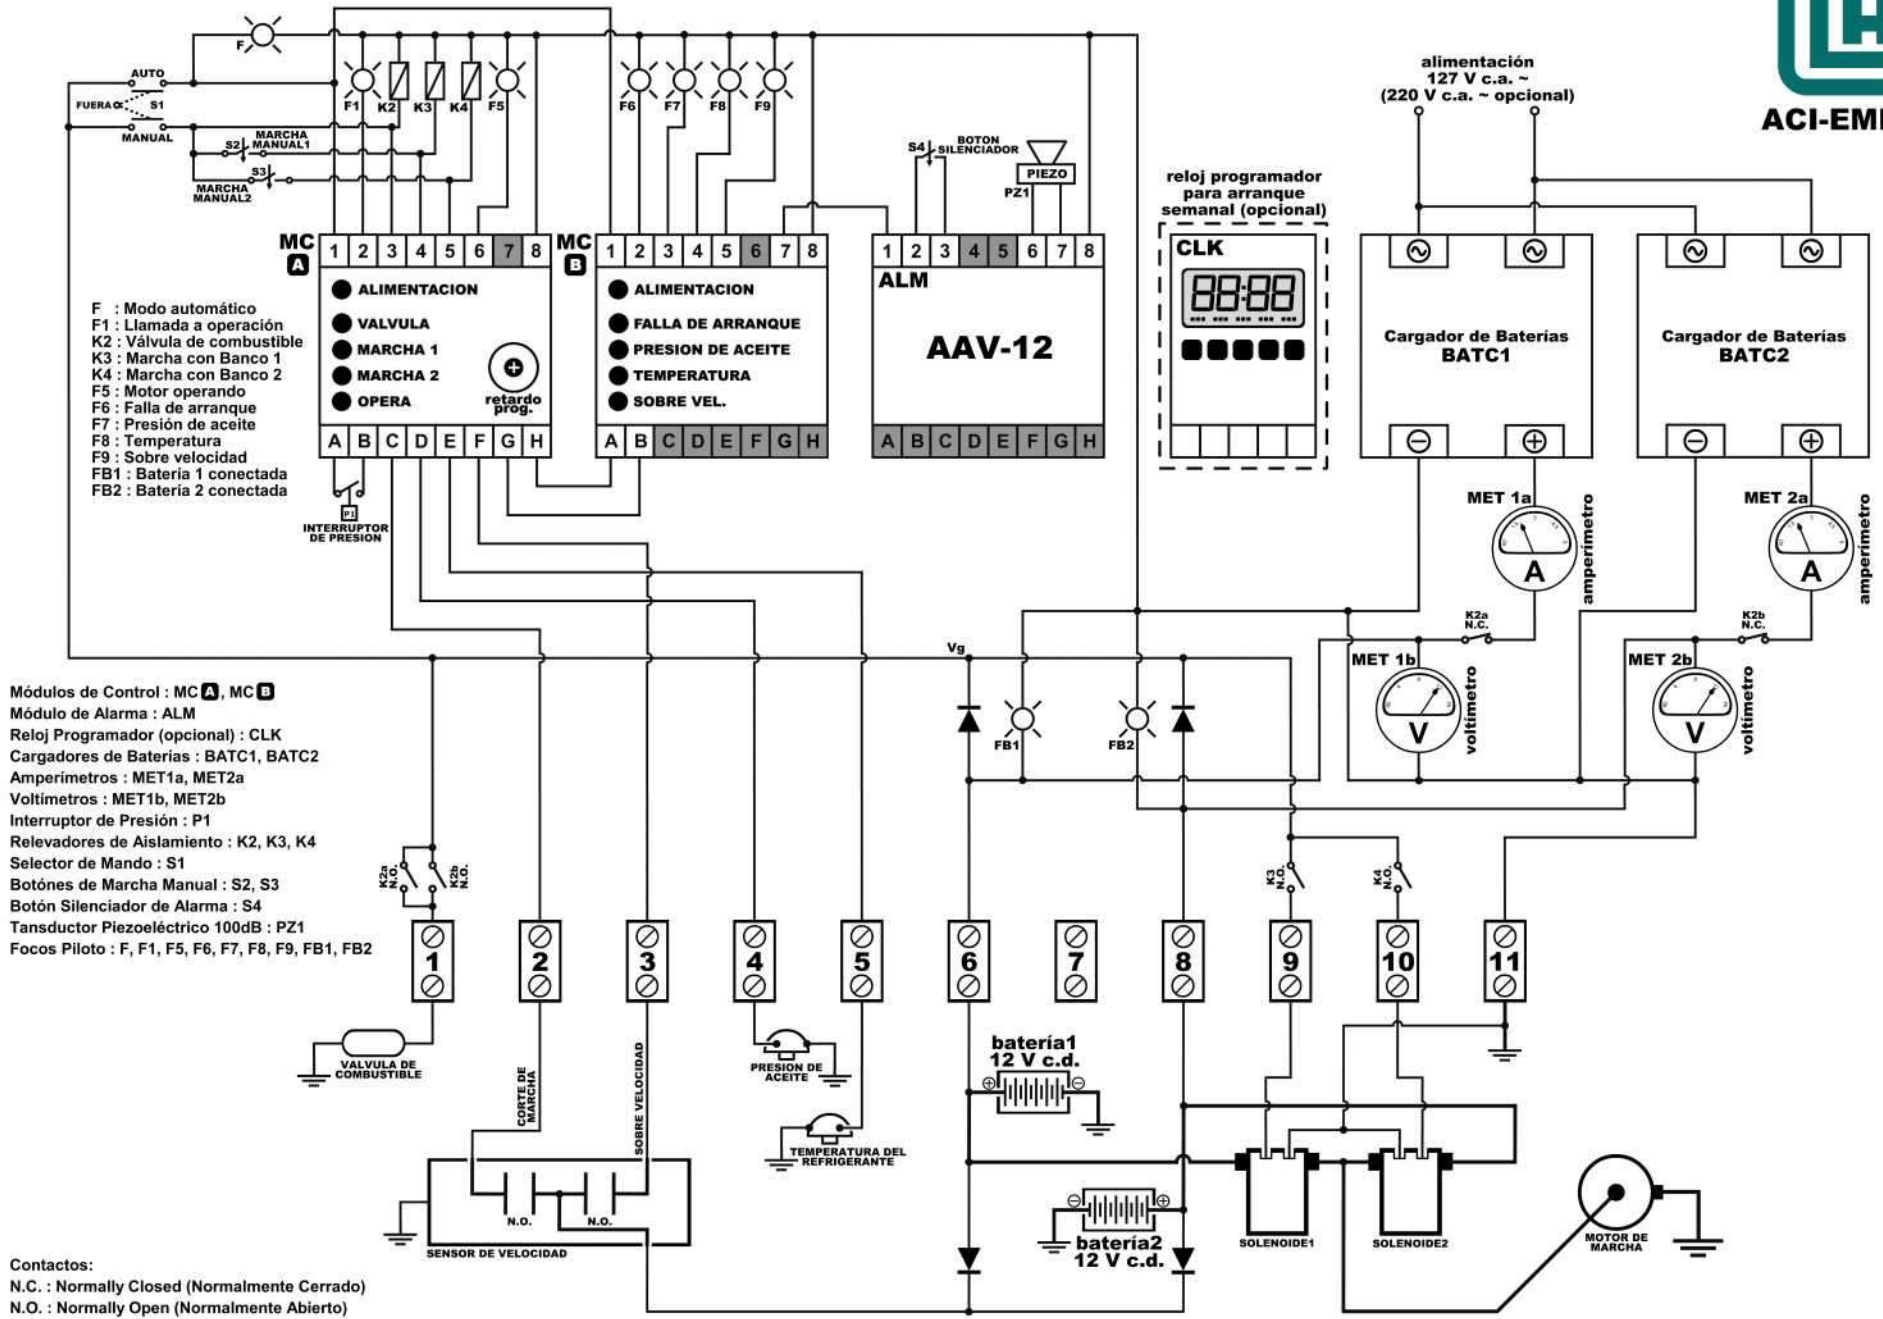 F
AUTO
FUERA
S1
MANUAL
S2
MARCHA
MANUAL1
S3
MARCHA
MANUAL2
F1
K2
K3
K4
F5
F6
F7
F8
F9
S4
BOTON
SILENCIADOR
PIEZO
PZ1
alimentación
127 V c.a. ~
(220 V c.a. ~ opcional)
ACI-EM
reloj programador
para arranque
semanal (opcional)
MC A
1 2 3 4 5 6 7 8
ALIMENTACION
VALVULA
MARCHA 1
MARCHA 2
OPERA
retardo
prog.
A B C D E F G H
MC B
1 2 3 4 5 6 7 8
ALIMENTACION
FALLA DE ARRANQUE
PRESION DE ACEITE
TEMPERATURA
SOBRE VEL.
A B C D E F G H
1 2 3 4 5 6 7 8
ALM
AAV-12
A B C D E F G H
CLK
88:88
Cargador de Baterías
BATC1
Cargador de Baterías
BATC2
F : Modo automático
F1 : Llamada a operación
K2 : Válvula de combustible
K3 : Marcha con Banco 1
K4 : Marcha con Banco 2
F5 : Motor operando
F6 : Falla de arranque
F7 : Presión de aceite
F8 : Temperatura
F9 : Sobre velocidad
FB1 : Batería 1 conectada
FB2 : Batería 2 conectada
P1
INTERRUPTOR
DE PRESION
MET 1a
A
amperímetro
MET 2a
A
amperímetro
K2a
N.C.
K2b
N.C.
MET 1b
V
voltímetro
MET 2b
V
voltímetro
Vg
FB1
FB2
Módulos de Control : MC A, MC B
Módulo de Alarma : ALM
Reloj Programador (opcional) : CLK
Cargadores de Baterías : BATC1, BATC2
Amperímetros : MET1a, MET2a
Voltímetros : MET1b, MET2b
Interruptor de Presión : P1
Relevadores de Aislamiento : K2, K3, K4
Selector de Mando : S1
Botónes de Marcha Manual : S2, S3
Botón Silenciador de Alarma : S4
Tansductor Piezoeléctrico 100dB : PZ1
Focos Piloto : F, F1, F5, F6, F7, F8, F9, FB1, FB2
K2a
N.O.
K2b
N.O.
K3
N.O.
K4
N.O.
1 2 3 4 5 6 7 8 9 10 11
VALVULA DE
COMBUSTIBLE
CORTE DE
MARCHA
SOBRE VELOCIDAD
PRESION DE
ACEITE
TEMPERATURA DEL
REFRIGERANTE
batería1
12 V c.d.
batería2
12 V c.d.
N.O.
N.O.
SENSOR DE VELOCIDAD
SOLENOIDE1
SOLENOIDE2
MOTOR DE
MARCHA
Contactos:
N.C. : Normally Closed (Normalmente Cerrado)
N.O. : Normally Open (Normalmente Abierto)